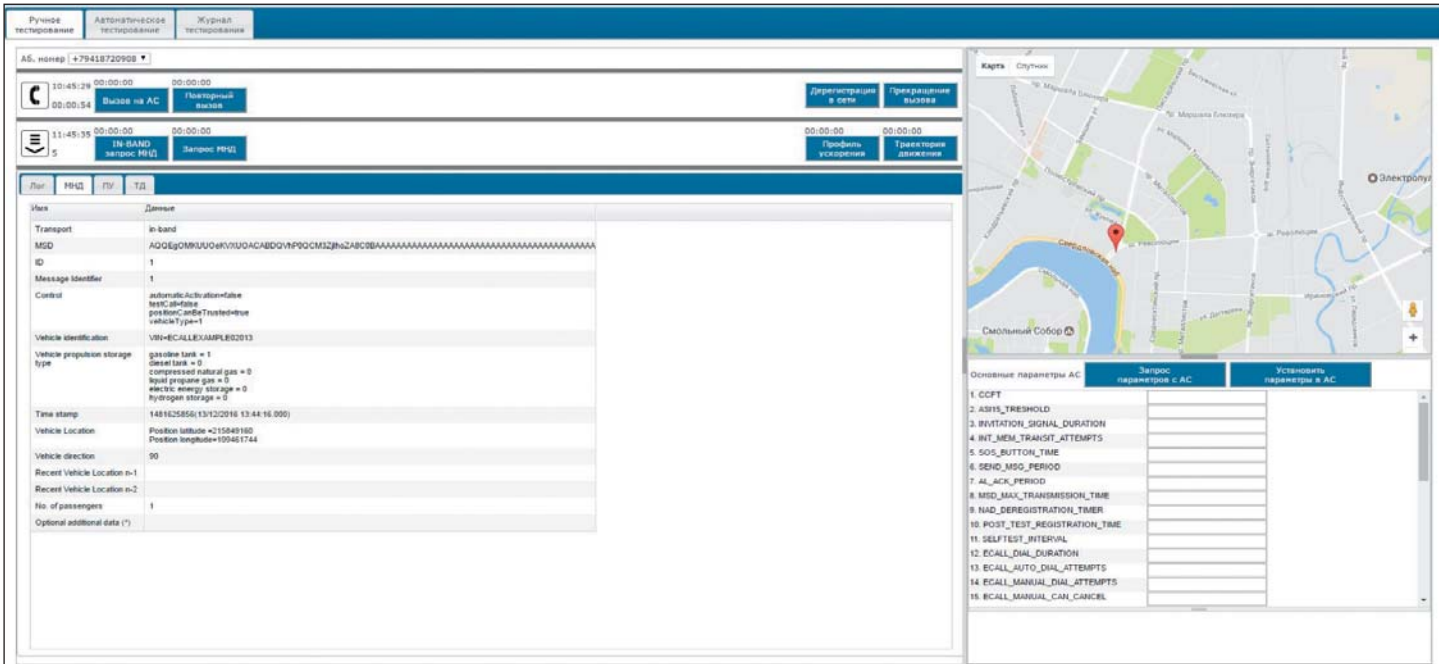 Ручное
тестирование
Автоматическое
тестирование
Журнал
тестирования
Аб. номер +79418720908
10:45:29 00:00:00 00:00:00
00:00:54 Вызов на АС Повторный
вызов
Дерегистрация
в сети
Прекращение
вызова
11:45:35 00:00:00 00:00:00 00:00:00 00:00:00
5 IN-BAND
запрос МНД
Запрос МНД
Профиль
ускорения
Траектория
движения
Лог МНД ПУ ТД
Имя Данные
Transport in-band
MSD
ID 1
Message Identifier 1
Control automaticActivation=false
testCall=false
positionCanBeTrusted=true
vehicleType=1
Vehicle identification VIN=ECALLEXAMPLE02013
Vehicle propulsion storage
type
gasoline tank = 1
diesel tank = 0
compressed natural gas = 0
liquid propane gas = 0
electric energy storage = 0
hydrogen storage = 0
Time stamp 1481625856(13/12/2016 13:44:16.000)
Vehicle Location Position latitude =215849160
Position longitude=109461744
Vehicle direction 90
Recent Vehicle Location n-1
Recent Vehicle Location n-2
No. of passengers 1
Optional additional data (*)
Карта Спутник
пр. Маршала Блюхера
пр. Маршала Блюхера
Свердловская наб
Смольный Собор
Основные параметры АС
Запрос
параметров с АС
Установить
параметры в АС
1. CCFT
2. ASI15_TRESHOLD
3. INVITATION_SIGNAL_DURATION
4. INT_MEM_TRANSIT_ATTEMPTS
5. SOS_BUTTON_TIME
6. SEND_MSG_PERIOD
7. AL_ACK_PERIOD
8. MSD_MAX_TRANSMISSION_TIME
9. NAD_DEREGISTRATION_TIMER
10. POST_TEST_REGISTRATION_TIME
11. SELFTEST_INTERVAL
12. ECALL_DIAL_DURATION
13. ECALL_AUTO_DIAL_ATTEMPTS
14. ECALL_MANUAL_DIAL_ATTEMPTS
15. ECALL_MANUAL_CAN_CANCEL